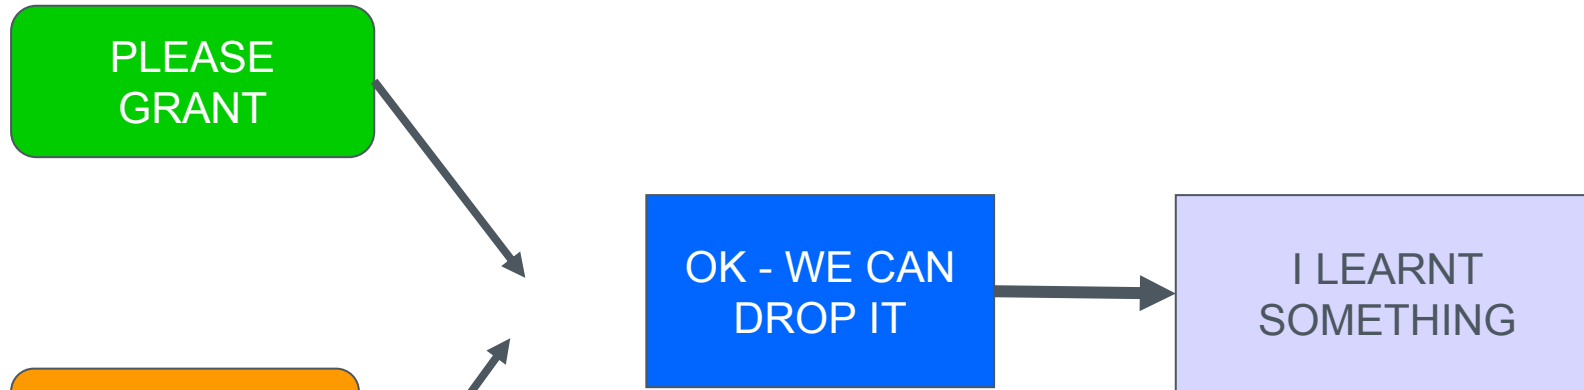 PLEASE
GRANT
OK - WE CAN
DROP IT
I LEARNT
SOMETHING